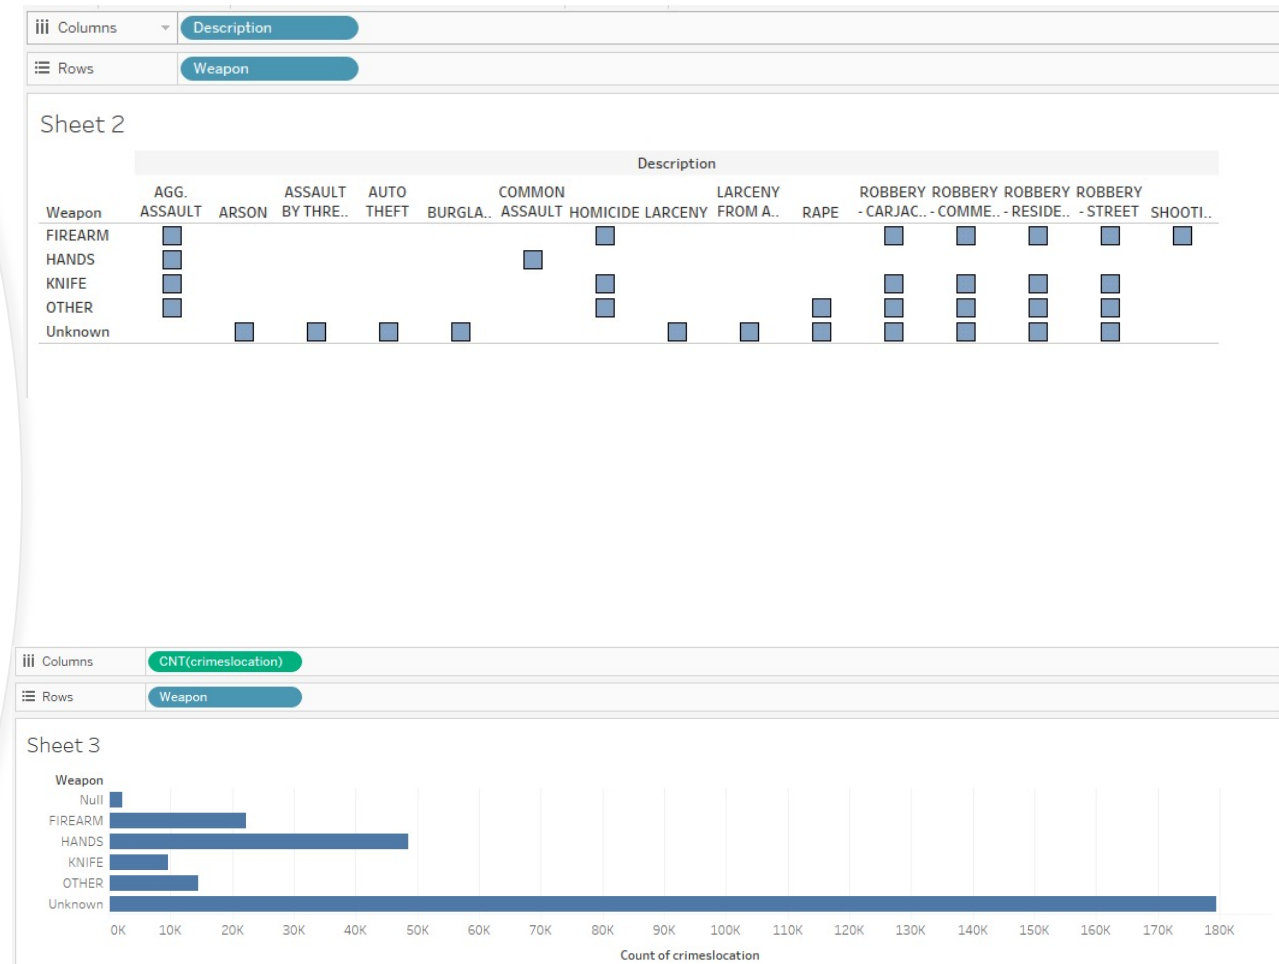 Columns Description
Rows Weapon
Sheet 2
Description
AGG. ASSAULT AUTO COMMON LARCENY ROBBERY ROBBERY ROBBERY ROBBERY
Weapon ASSAULT ARSON BY THRE.. THEFT BURGLA.. ASSAULT HOMICIDE LARCENY FROM A.. RAPE - CARJAC.. - COMME.. - RESIDE.. - STREET SHOOTI..
FIREARM
HANDS
KNIFE
OTHER
Unknown
Columns CNT(crimeslocation)
Rows Weapon
Sheet 3
Weapon
Null
FIREARM
HANDS
KNIFE
OTHER
Unknown
0K 10K 20K 30K 40K 50K 60K 70K 80K 90K 100K 110K 120K 130K 140K 150K 160K 170K 180K
Count of crimeslocation